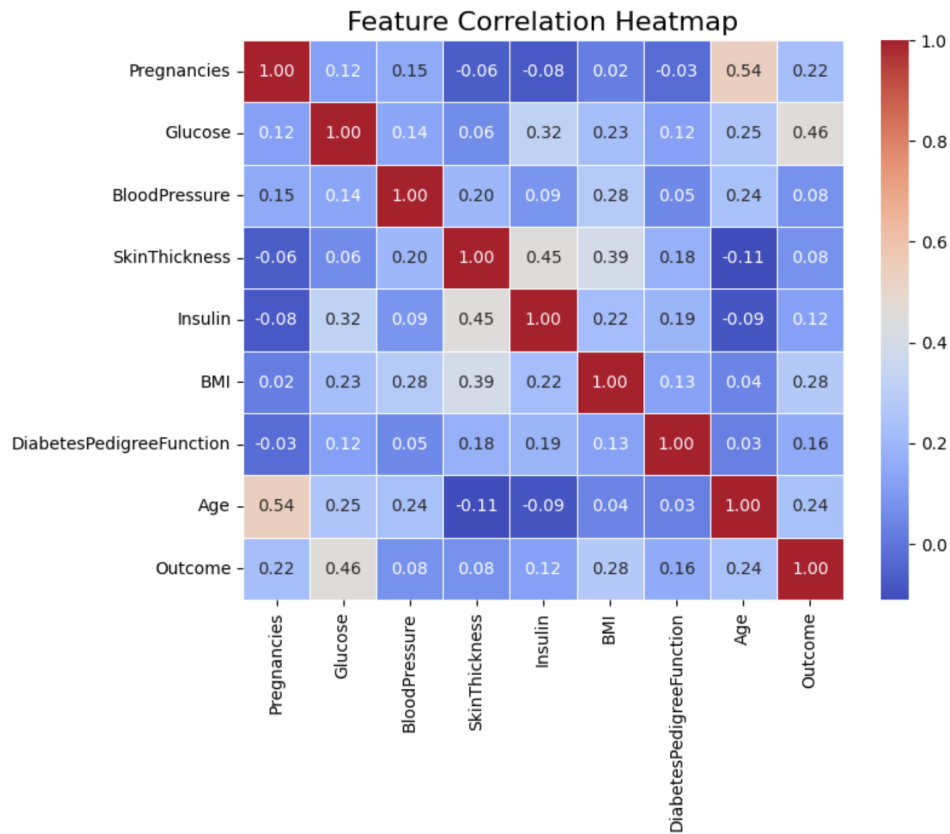 Feature Correlation Heatmap
Pregnancies 1.00 0.12 0.15 -0.06 -0.08 0.02 -0.03 0.54 0.22
Glucose 0.12 1.00 0.14 0.06 0.32 0.23 0.12 0.25 0.46
BloodPressure 0.15 0.14 1.00 0.20 0.09 0.28 0.05 0.24 0.08
SkinThickness -0.06 0.06 0.20 1.00 0.45 0.39 0.18 -0.11 0.08
Insulin -0.08 0.32 0.09 0.45 1.00 0.22 0.19 -0.09 0.12
BMI 0.02 0.23 0.28 0.39 0.22 1.00 0.13 0.04 0.28
DiabetesPedigreeFunction -0.03 0.12 0.05 0.18 0.19 0.13 1.00 0.03 0.16
Age 0.54 0.25 0.24 -0.11 -0.09 0.04 0.03 1.00 0.24
Outcome 0.22 0.46 0.08 0.08 0.12 0.28 0.16 0.24 1.00
Pregnancies
Glucose
BloodPressure
SkinThickness
Insulin
BMI
DiabetesPedigreeFunction
Age
Outcome
1.0
0.8
0.6
0.4
0.2
0.0